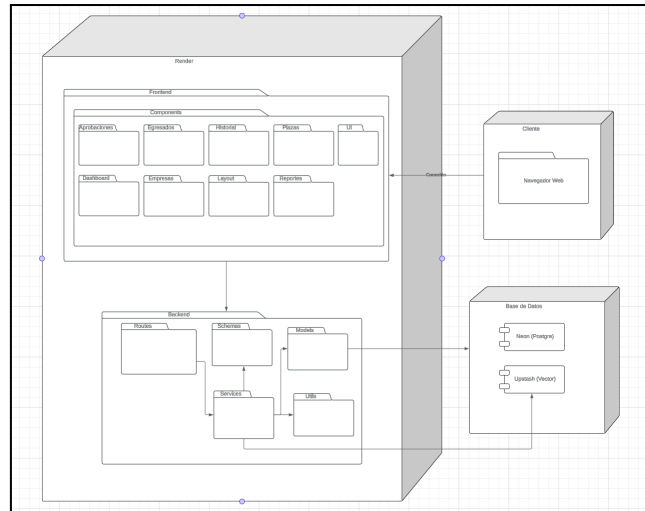 Render
Frontend
Components
Aprobaciones
Egresados
Historial
Plazas
UI
Dashboard
Empresas
Layout
Reportes
Cliente
Navegador Web
Conexión
Backend
Routes
Schemas
Models
Services
Utils
Base de Datos
Neon (Postgre)
Upstash (Vector)